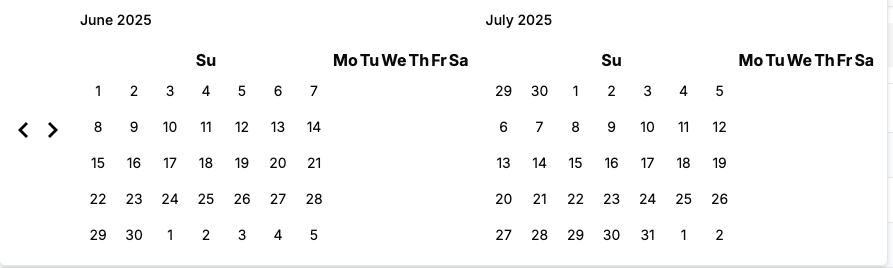 June 2025
Su Mo Tu We Th Fr Sa
1 2 3 4 5 6 7
8 9 10 11 12 13 14
15 16 17 18 19 20 21
22 23 24 25 26 27 28
29 30 1 2 3 4 5
July 2025
Su Mo Tu We Th Fr Sa
29 30 1 2 3 4 5
6 7 8 9 10 11 12
13 14 15 16 17 18 19
20 21 22 23 24 25 26
27 28 29 30 31 1 2